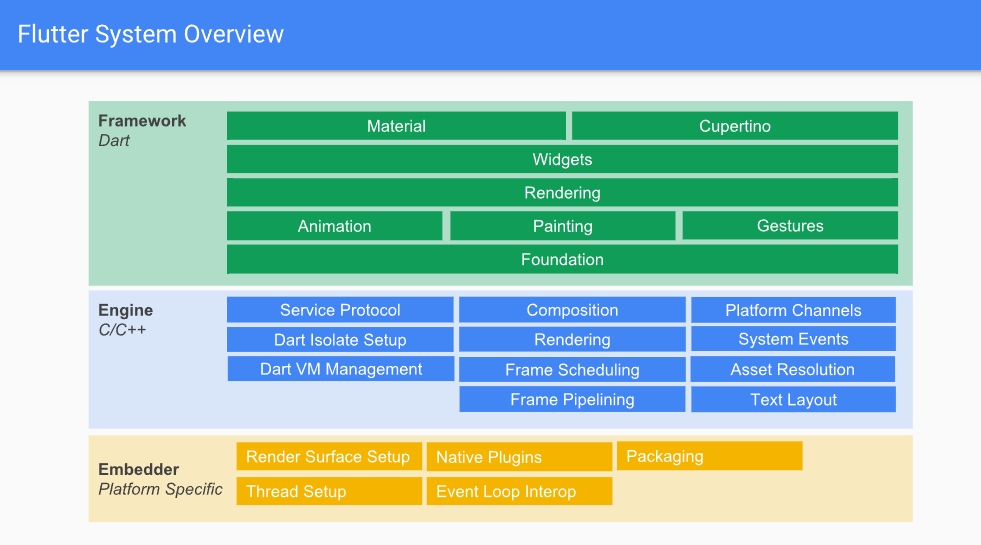 Flutter System Overview
Framework
Dart
Material
Cupertino
Widgets
Rendering
Animation
Painting
Gestures
Foundation
Engine
C/C++
Service Protocol
Composition
Platform Channels
Dart Isolate Setup
Rendering
System Events
Dart VM Management
Frame Scheduling
Asset Resolution
Frame Pipelining
Text Layout
Embedder
Platform Specific
Render Surface Setup
Native Plugins
Packaging
Thread Setup
Event Loop Interop